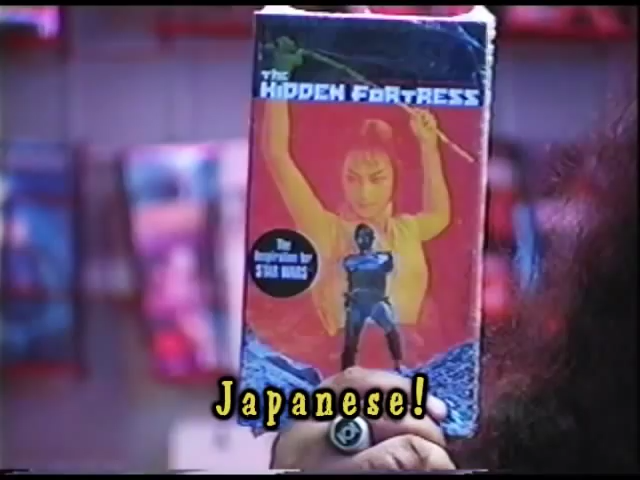 THE
HIDDEN FORTRESS
The
Inspiration for
STAR WARS
Japanese!